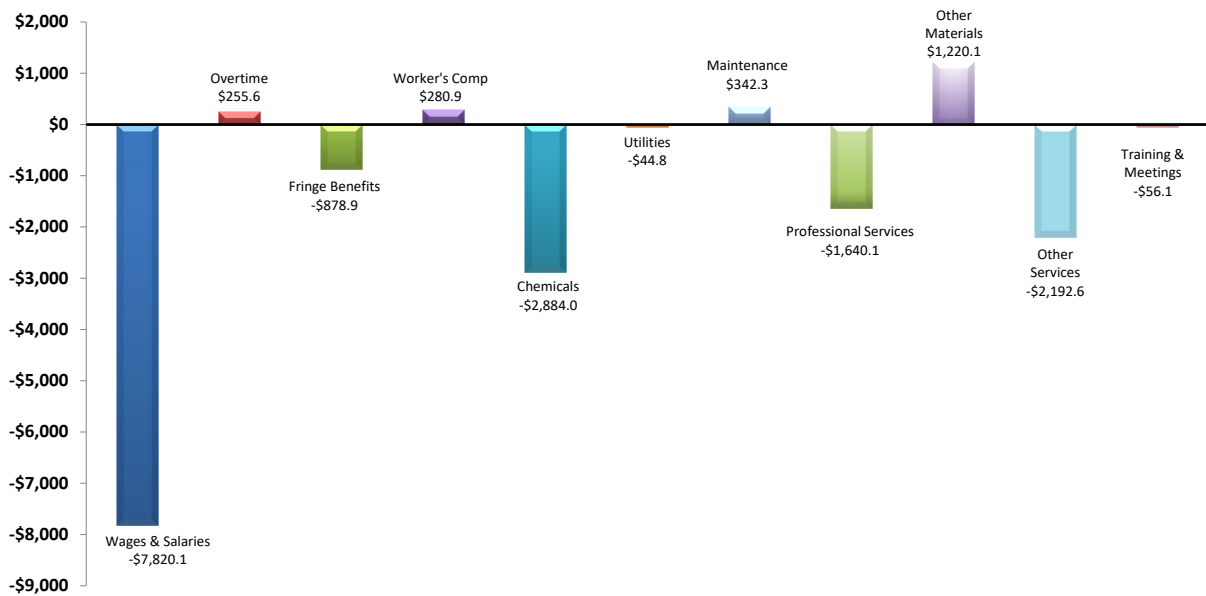 $2,000
$1,000
$0
-$1,000
-$2,000
-$3,000
-$4,000
-$5,000
-$6,000
-$7,000
-$8,000
-$9,000
Wages & Salaries
-$7,820.1
Overtime
$255.6
Fringe Benefits
-$878.9
Worker's Comp
$280.9
Chemicals
-$2,884.0
Utilities
-$44.8
Maintenance
$342.3
Professional Services
-$1,640.1
Other
Materials
$1,220.1
Other
Services
-$2,192.6
Training &
Meetings
-$56.1